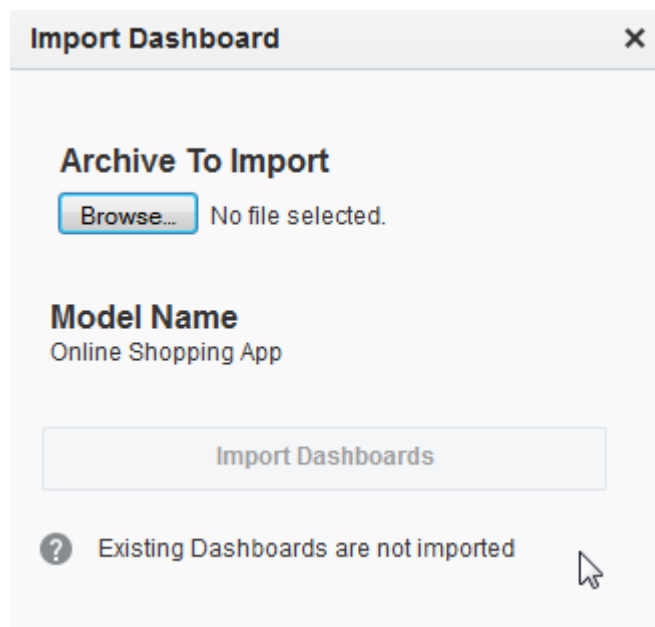 Import Dashboard
Archive To Import
Browse... No file selected.
Model Name
Online Shopping App
Import Dashboards
Existing Dashboards are not imported